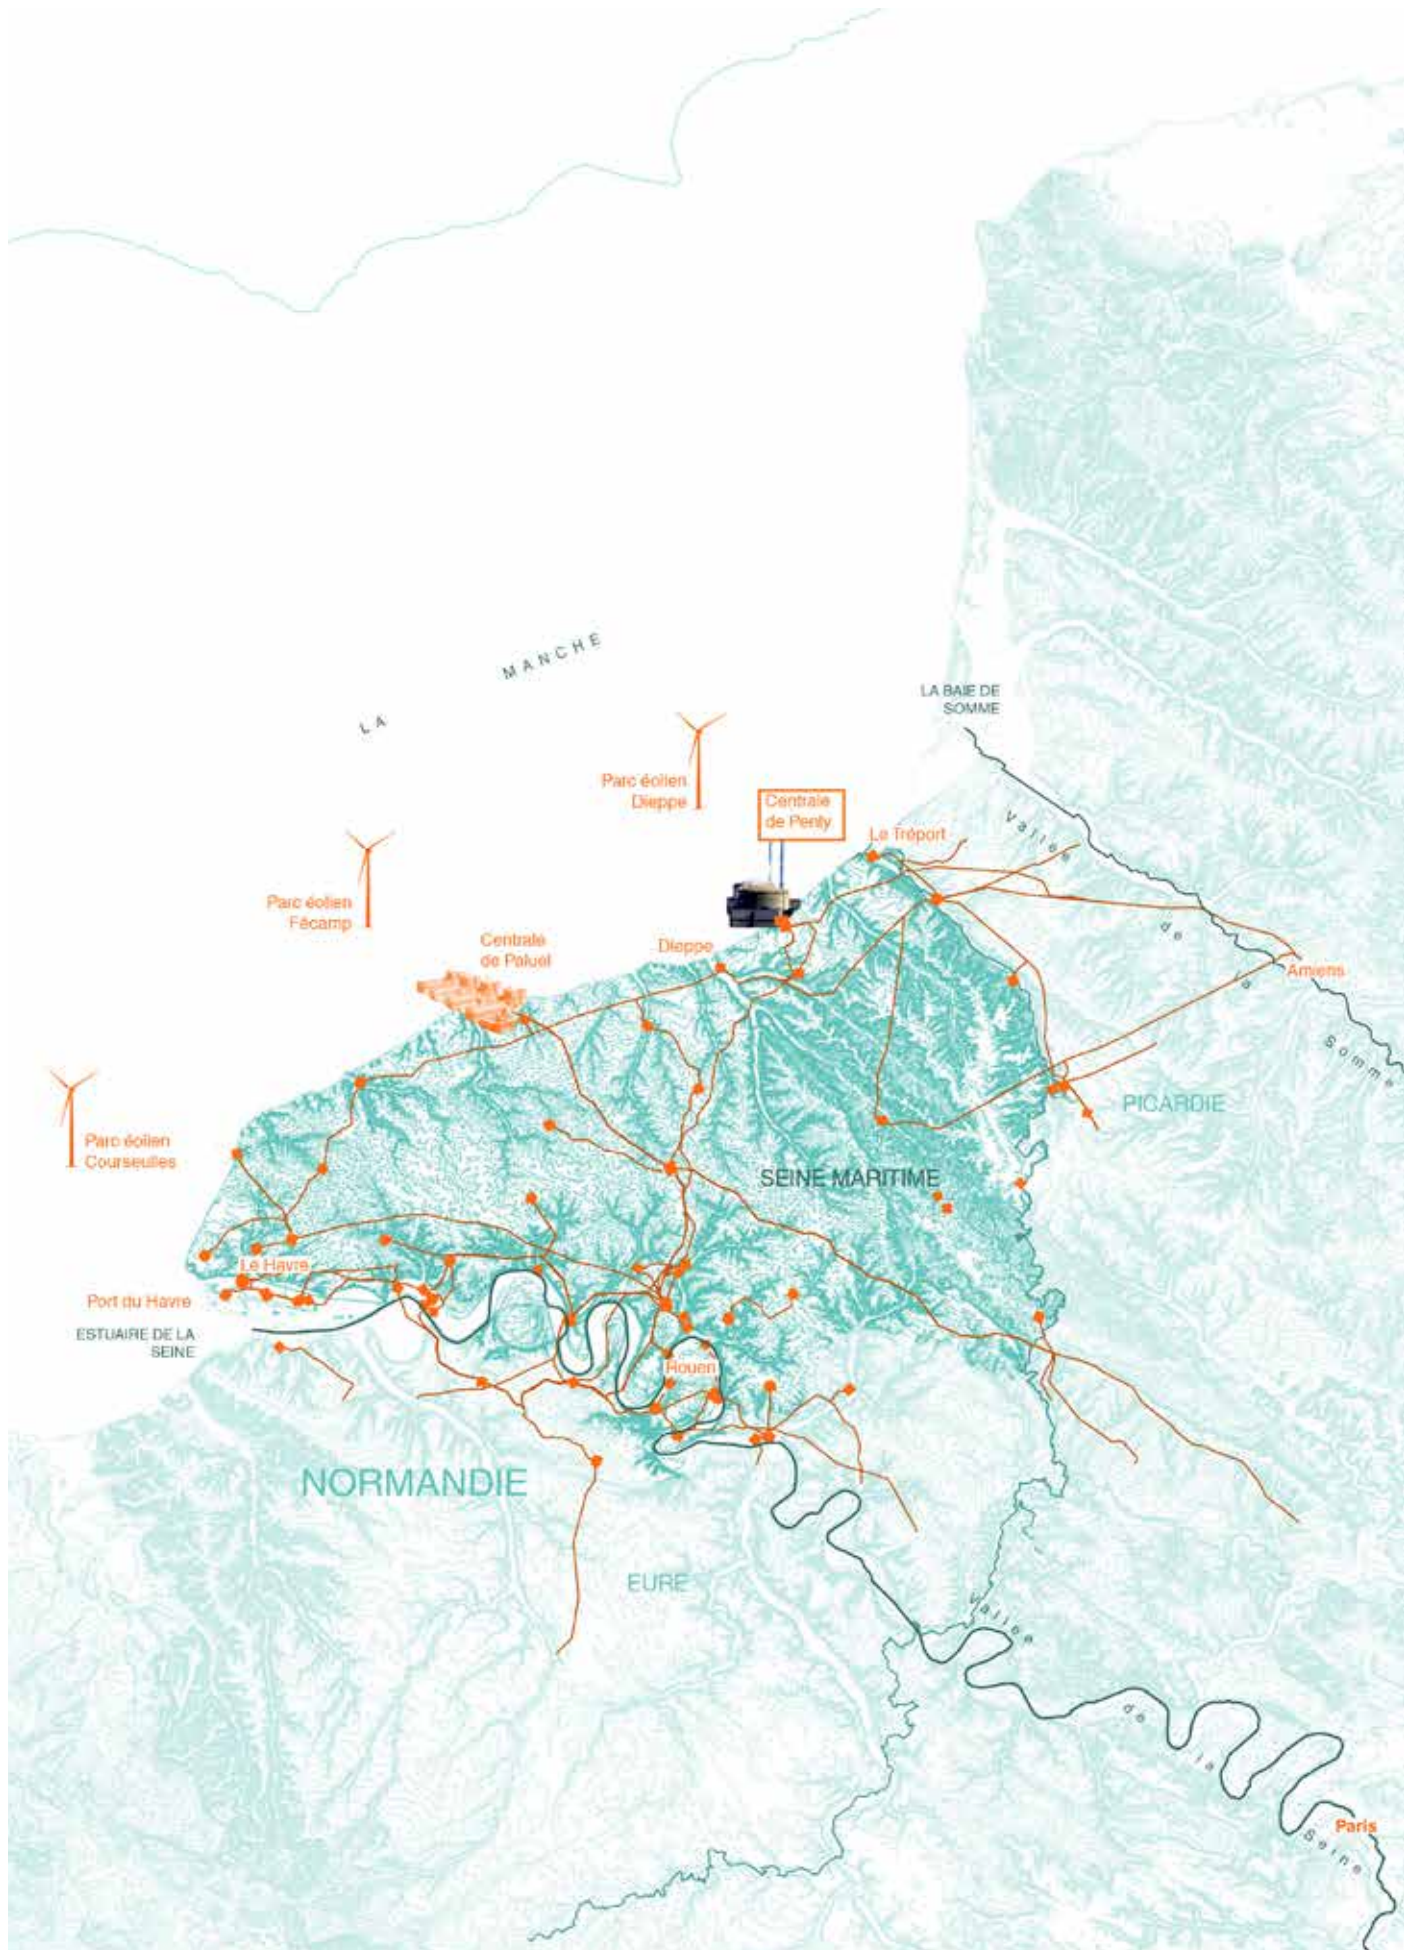 LA MANCHE
LA BAIE DE
SOMME
Parc éolien
Dieppe
Centrale
de Penly
Le Tréport
Vallée de la Somme
Parc éolien
Fécamp
Centrale
de Paluel
Dieppe
Amiens
Parc éolien
Courseulles
PICARDIE
SEINE MARITIME
Le Havre
Port du Havre
ESTUAIRE DE LA
SEINE
Rouen
NORMANDIE
EURE
Vallée de la Seine
Paris